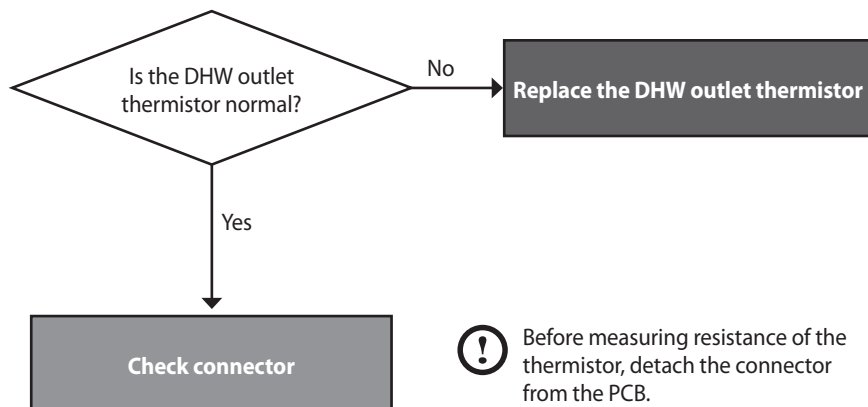 Is the DHW outlet
thermistor normal?
No
Replace the DHW outlet thermistor
Yes
Check connector
! Before measuring resistance of the
thermistor, detach the connector
from the PCB.